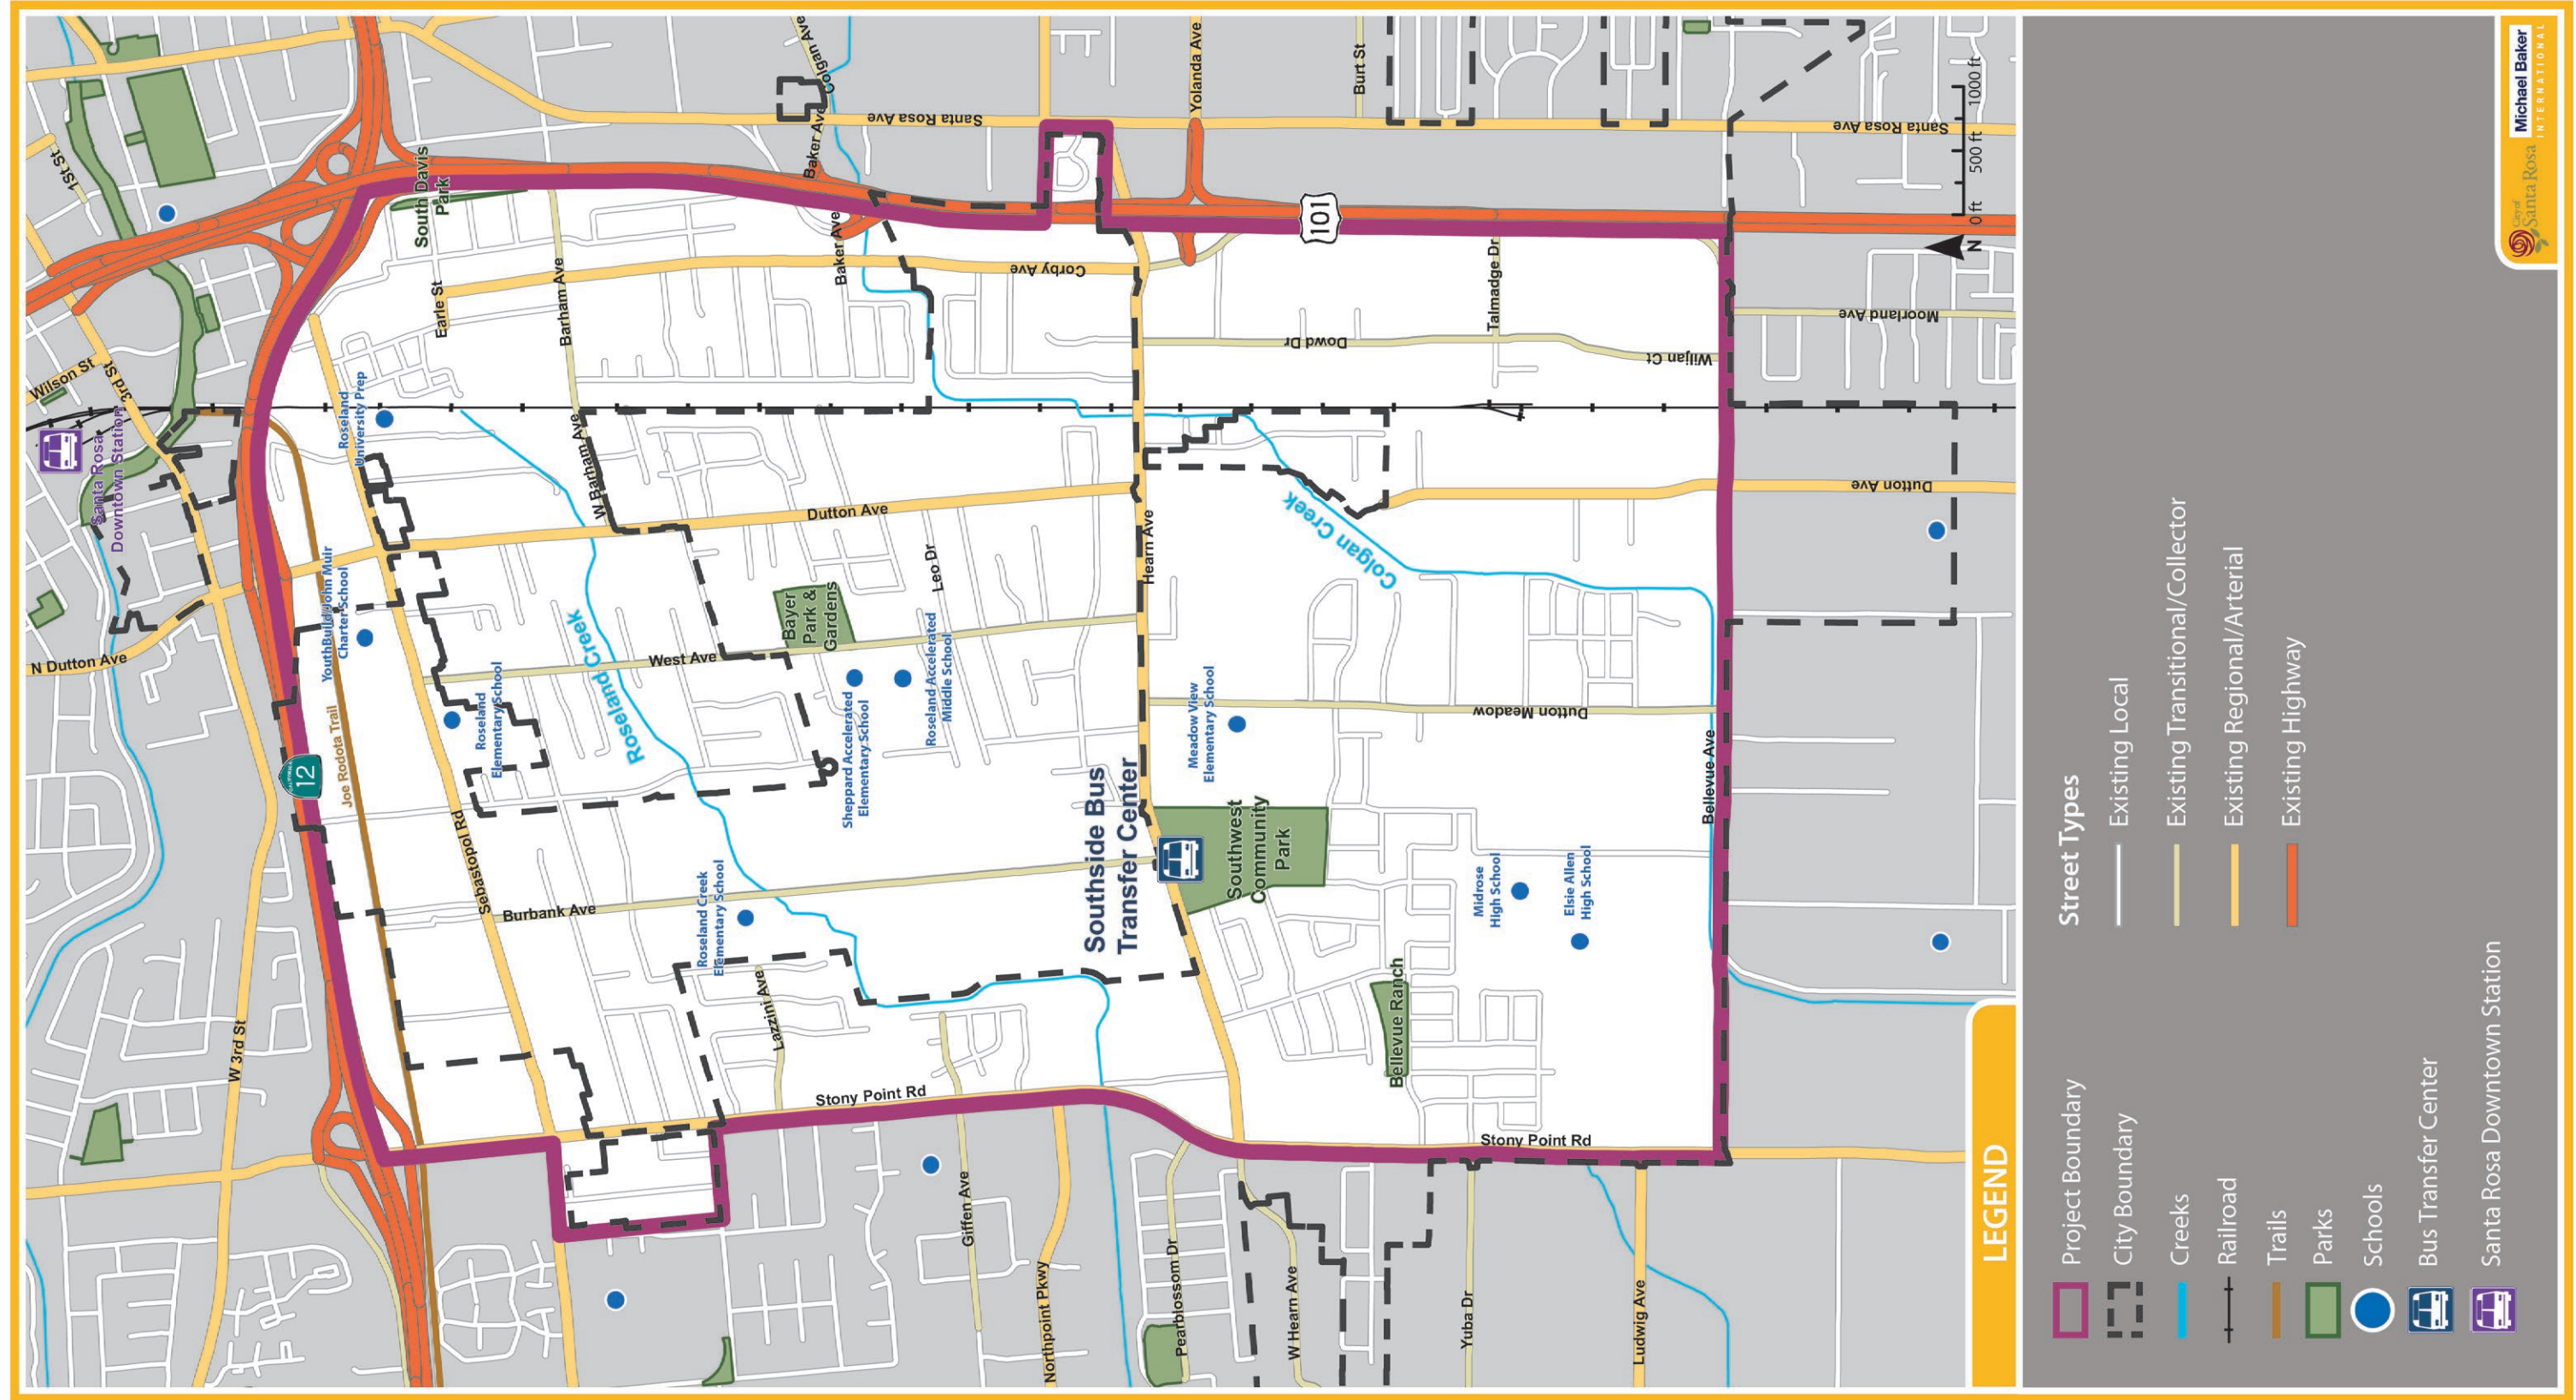 1st St
Wilson St
3rd St
Santa Rosa
Downtown Station
N Dutton Ave
W 3rd St
12
Joe Rodota Trail
South Davis
Park
Earle St
Barham Ave
W Barham Ave
Baker Ave
Baker Ave
Colgan Ave
Santa Rosa Ave
Corby Ave
Yolanda Ave
Burt St
Santa Rosa Ave
101
Roseland
University Prep
YouthBuild/John Muir
Charter School
Roseland
Elementary School
Roseland Creek
West Ave
Dutton Ave
Bayer
Park &
Gardens
Leo Dr
Sheppard Accelerated
Elementary School
Roseland Accelerated
Middle School
Sebastopol Rd
Burbank Ave
Roseland Creek
Elementary School
Lazzini Ave
Stony Point Rd
Giffen Ave
Northpoint Pkwy
Southside Bus
Transfer Center
Hearn Ave
Dowd Dr
Talmadge Dr
Wiljan Ct
Moorland Ave
Dutton Ave
Colgan Creek
Meadow View
Elementary School
Dutton Meadow
Bellevue Ave
Southwest
Community
Park
Midrose
High School
Elsie Allen
High School
Bellevue Ranch
Stony Point Rd
Pearblossom Dr
W Hearn Ave
Yuba Dr
Ludwig Ave
N
0 ft
500 ft
1000 ft
LEGEND
Project Boundary
City Boundary
Creeks
Railroad
Trails
Parks
Schools
Bus Transfer Center
Santa Rosa Downtown Station
Street Types
Existing Local
Existing Transitional/Collector
Existing Regional/Arterial
Existing Highway
City of
Santa Rosa
Michael Baker
INTERNATIONAL